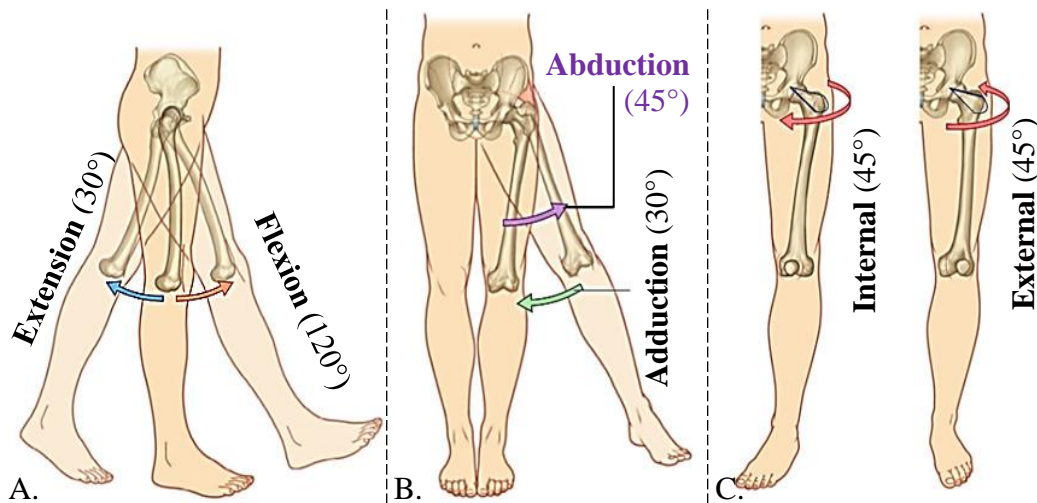 Extension (30°)
Flexion (120°)
A.
Abduction
(45°)
Adduction (30°)
B.
Internal (45°)
External (45°)
C.